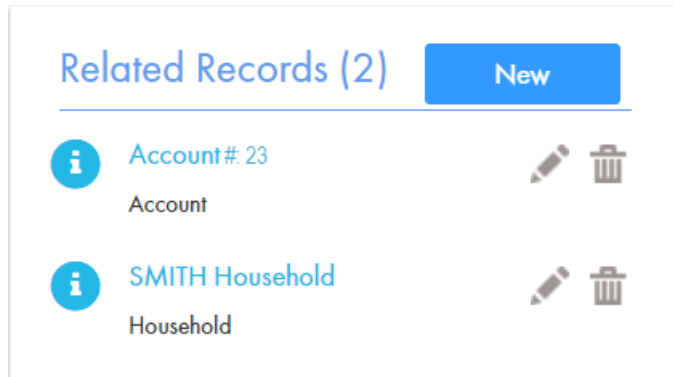 Related Records (2)
New
Account #: 23
Account
SMITH Household
Household